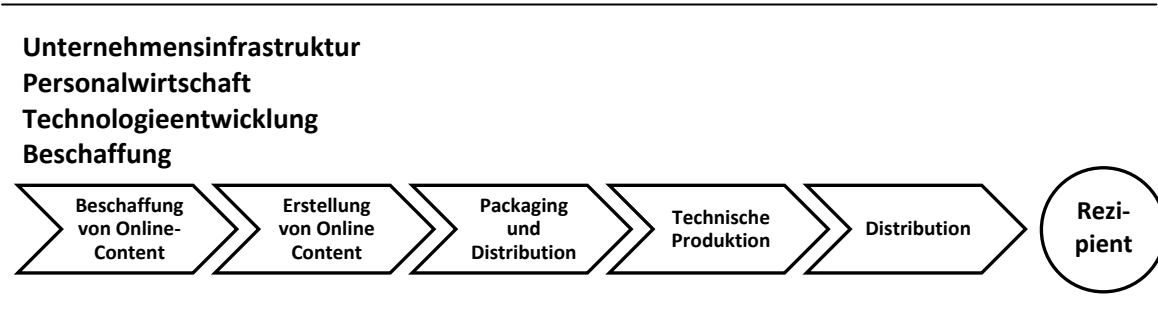 Unternehmensinfrastruktur
Personalwirtschaft
Technologieentwicklung
Beschaffung
Beschaffung
von Online-
Content
Erstellung
von Online
Content
Packaging
und
Distribution
Technische
Produktion
Distribution
Rezi-
pient